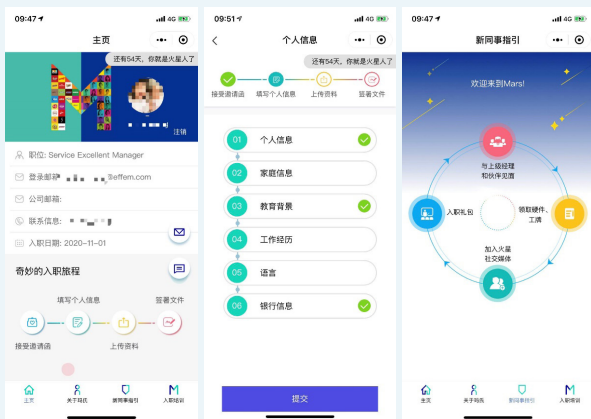 09:47
4G
主页
还有54天，你就是火星人了
注销
职位: Service Excellent Manager
登录邮箱
@effem.com
公司邮箱:
联系信息:
入职日期: 2020-11-01
奇妙的入职旅程
填写个人信息
签署文件
接受邀请函
上传资料
主页
关于玛氏
新同事指引
入职培训
09:51
4G
个人信息
还有54天，你就是火星人了
接受邀请函
填写个人信息
上传资料
签署文件
01 个人信息
02 家庭信息
03 教育背景
04 工作经历
05 语言
06 银行信息
提交
09:47
4G
新同事指引
欢迎来到Mars!
与上级经理
和伙伴见面
入职礼包
领取硬件、
工牌
加入火星
社交媒体
主页
关于玛氏
新同事指引
入职培训